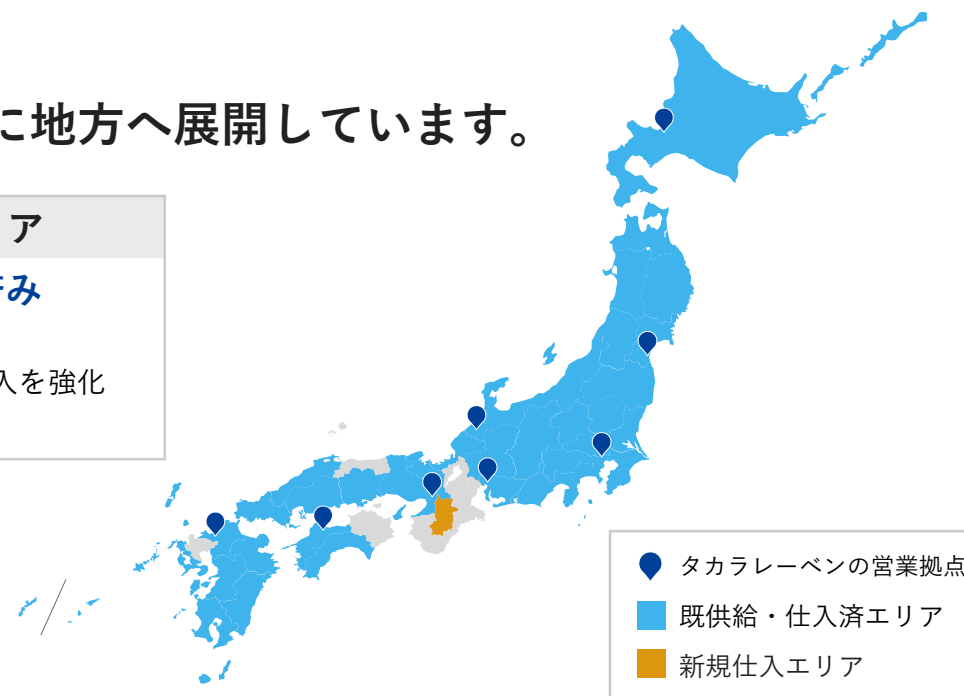 に地方へ展開しています。
ア
み
入を強化
タカラレーベンの営業拠点
既供給・仕入済エリア
新規仕入エリア